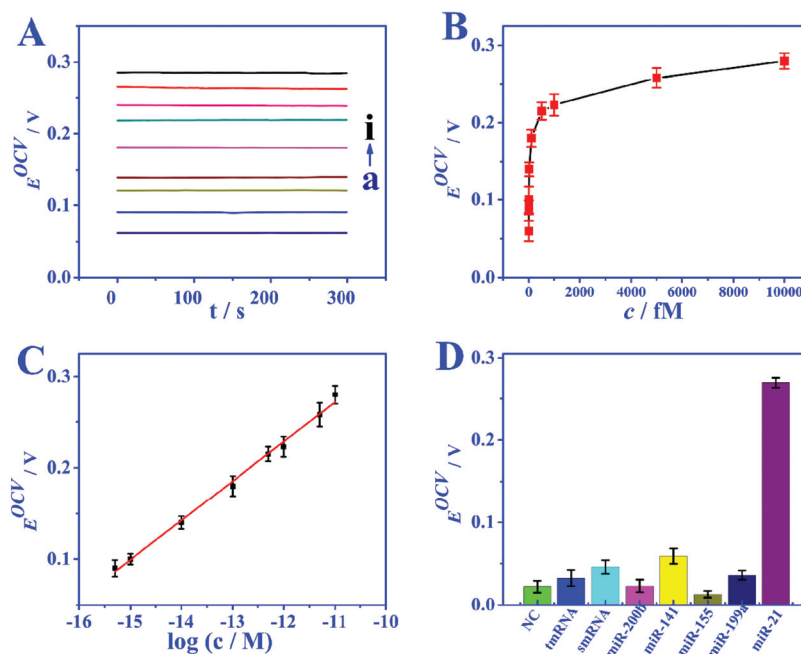 A
B
0.3
0.2
0.1
0.0
E^OCV / V
i
a
0
100
200
300
t / s
0.3
0.2
0.1
0.0
E^OCV / V
0
2000
4000
6000
8000
10000
c / fM
C
D
0.3
0.2
0.1
E^OCV / V
-16
-15
-14
-13
-12
-11
-10
log (c / M)
0.3
0.2
0.1
0.0
E^OCV / V
NC
tmRNA
smRNA
miR-200b
miR-141
miR-155
miR-199a
miR-21